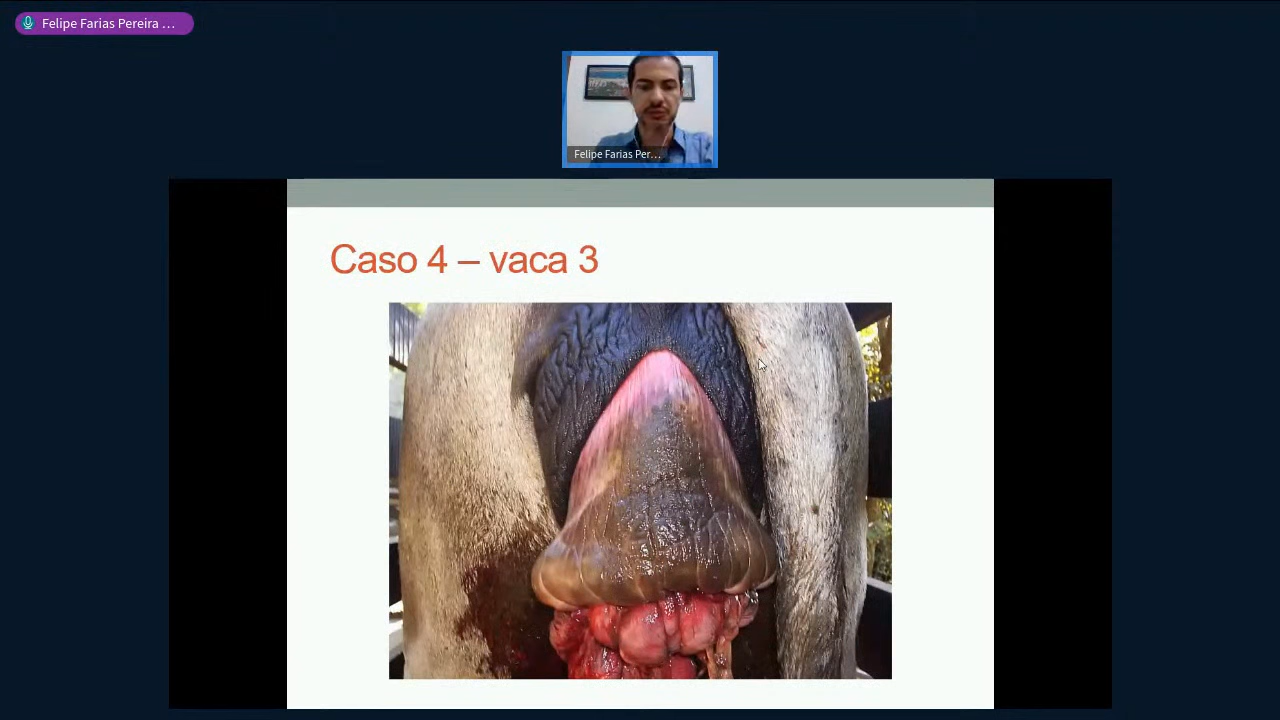 Felipe Farias Pereira …
Felipe Farias Per…
Caso 4 – vaca 3